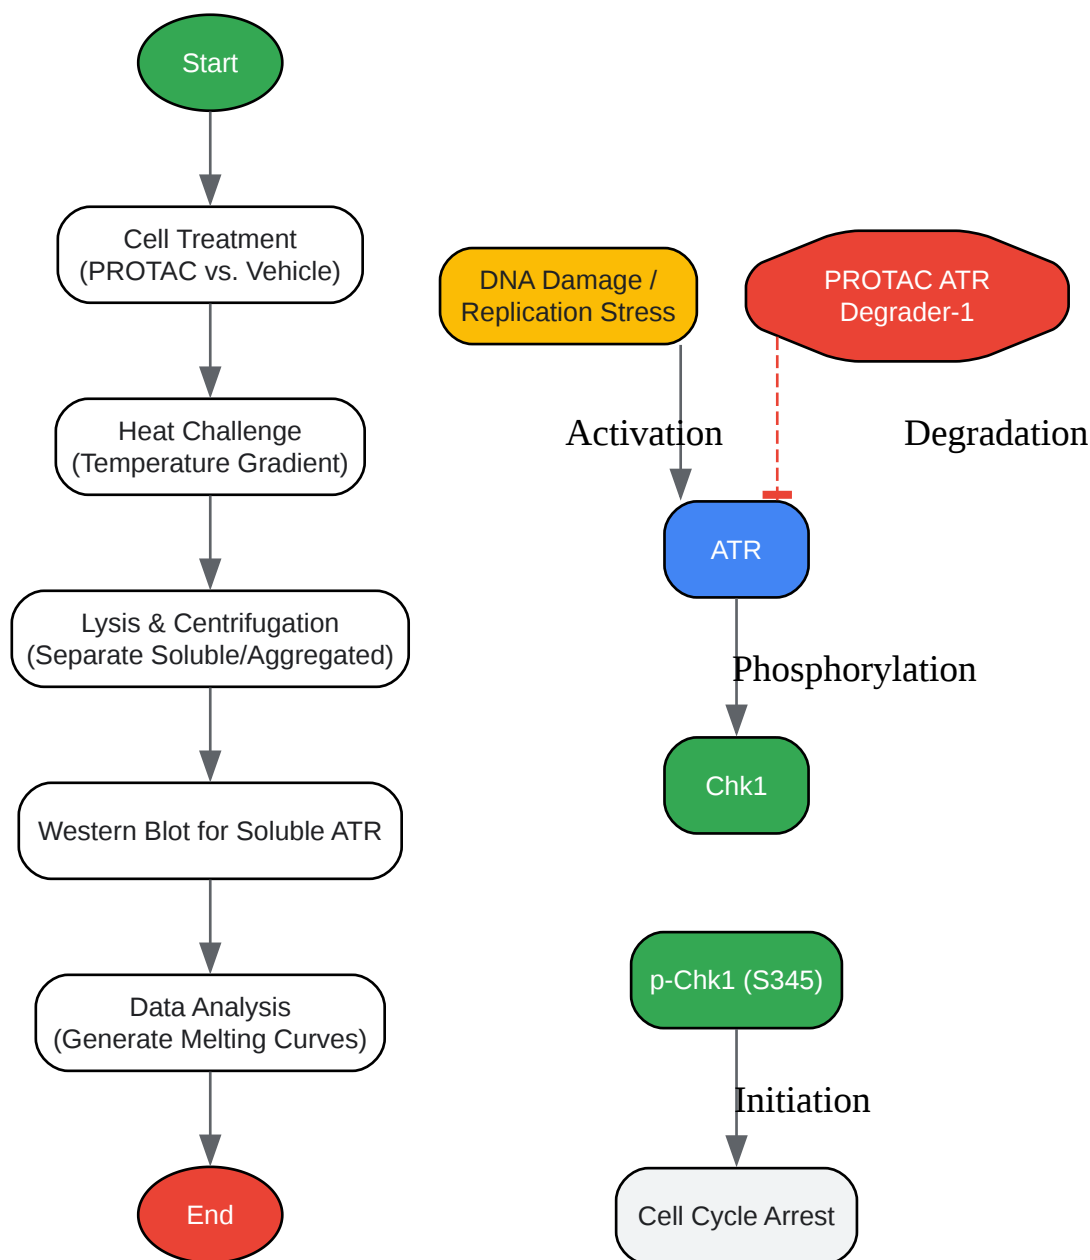 Start
Cell Treatment
(PROTAC vs. Vehicle)
Heat Challenge
(Temperature Gradient)
Lysis & Centrifugation
(Separate Soluble/Aggregated)
Western Blot for Soluble ATR
Data Analysis
(Generate Melting Curves)
End
DNA Damage /
Replication Stress
PROTAC ATR
Degrader-1
Activation
Degradation
ATR
Phosphorylation
Chk1
p-Chk1 (S345)
Initiation
Cell Cycle Arrest